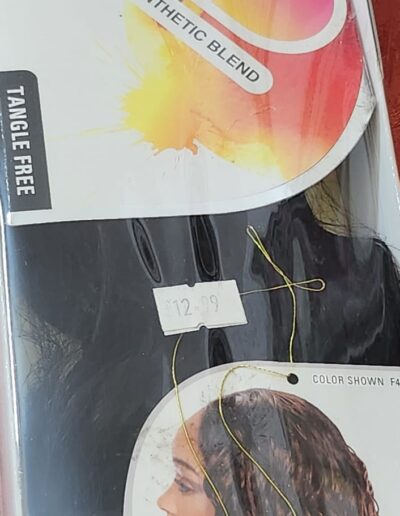 NTHETIC BLEND
TANGLE FREE
12.99
COLOR SHOWN F4